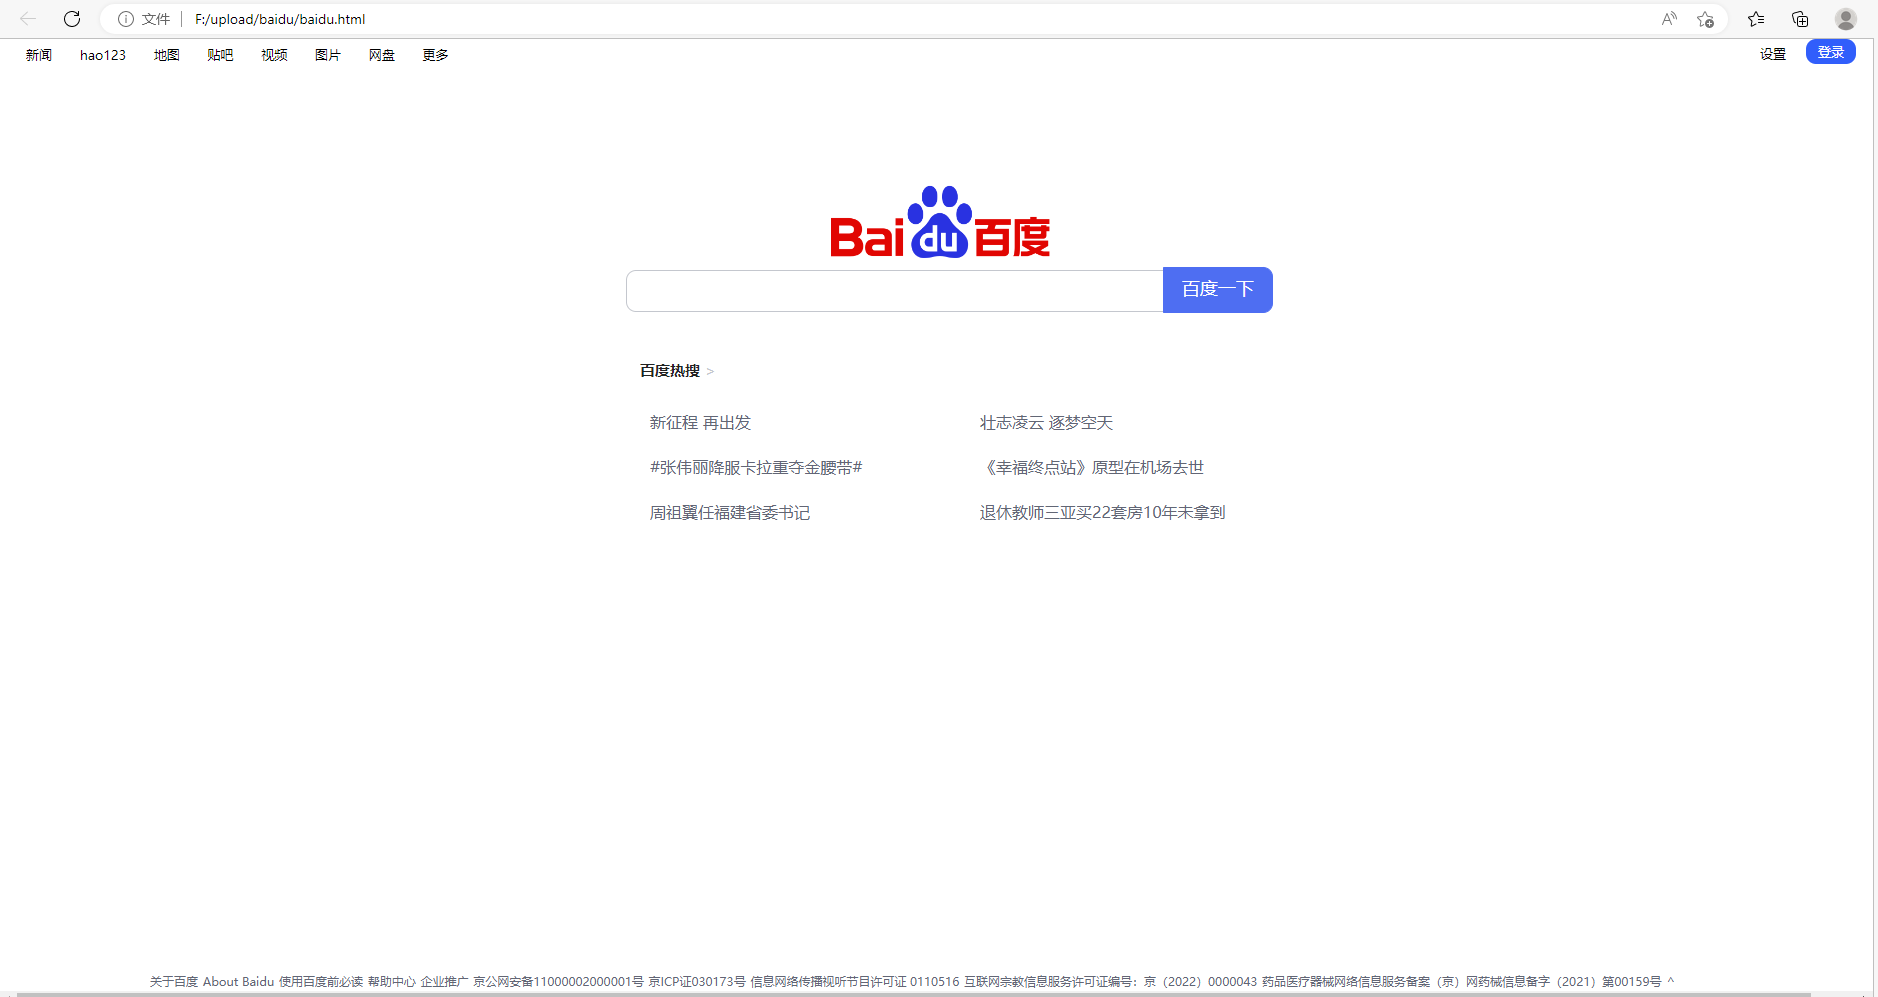 文件 F:/upload/baidu/baidu.html
新闻 hao123 地图 贴吧 视频 图片 网盘 更多 设置 登录
Bai du 百度
百度一下
百度热搜 >
新征程 再出发 壮志凌云 逐梦空天
#张伟丽降服卡拉重夺金腰带# 《幸福终点站》原型在机场去世
周祖翼任福建省委书记 退休教师三亚买22套房10年未拿到
关于百度 About Baidu 使用百度前必读 帮助中心 企业推广 京公网安备11000002000001号 京ICP证030173号 信息网络传播视听节目许可证 0110516 互联网宗教信息服务许可证编号：京（2022）0000043 药品医疗器械网络信息服务备案（京）网药械信息备字（2021）第00159号 ^